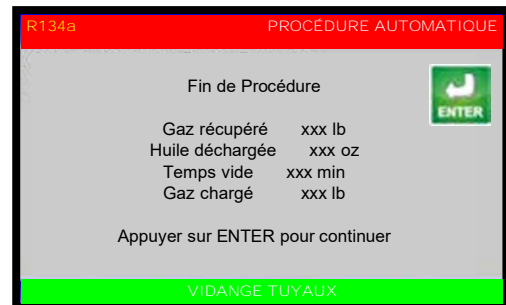 R134a PROCÉDURE AUTOMATIQUE
Fin de Procédure
ENTER
Gaz récupéré xxx lb
Huile déchargée xxx oz
Temps vide xxx min
Gaz chargé xxx lb
Appuyer sur ENTER pour continuer
VIDANGE TUYAUX